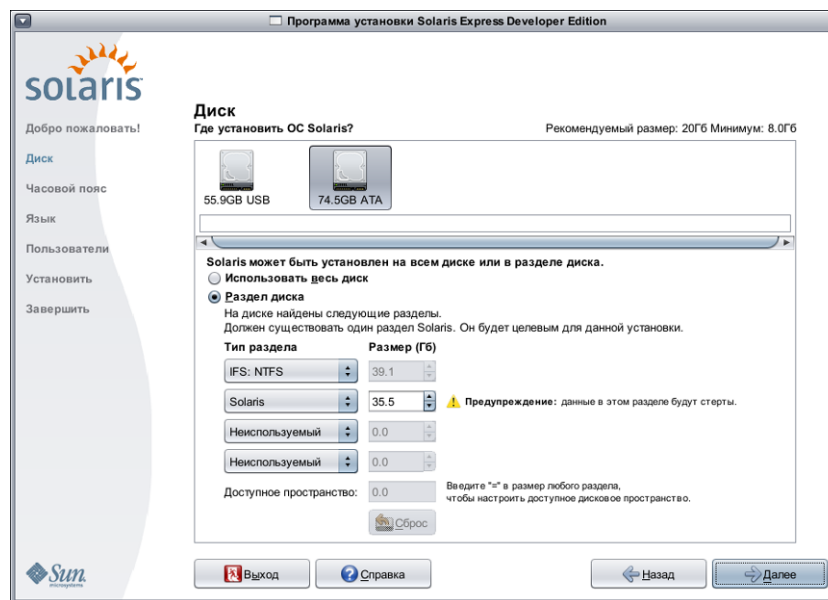 Программа установки Solaris Express Developer Edition
solaris
Добро пожаловать!
Диск
Часовой пояс
Язык
Пользователи
Установить
Завершить
Диск
Где установить ОС Solaris?
Рекомендуемый размер: 20Гб Минимум: 8.0Гб
55.9GB USB
74.5GB ATA
Solaris может быть установлен на всем диске или в разделе диска.
Использовать весь диск
Раздел диска
На диске найдены следующие разделы.
Должен существовать один раздел Solaris. Он будет целевым для данной установки.
Тип раздела
Размер (Гб)
IFS: NTFS
39.1
Solaris
35.5
Предупреждение: данные в этом разделе будут стерты.
Неиспользуемый
0.0
Неиспользуемый
0.0
Доступное пространство:
0.0
Введите "=" в размер любого раздела,
чтобы настроить доступное дисковое пространство.
Сброс
Sun
microsystems
Выход
Справка
Назад
Далее